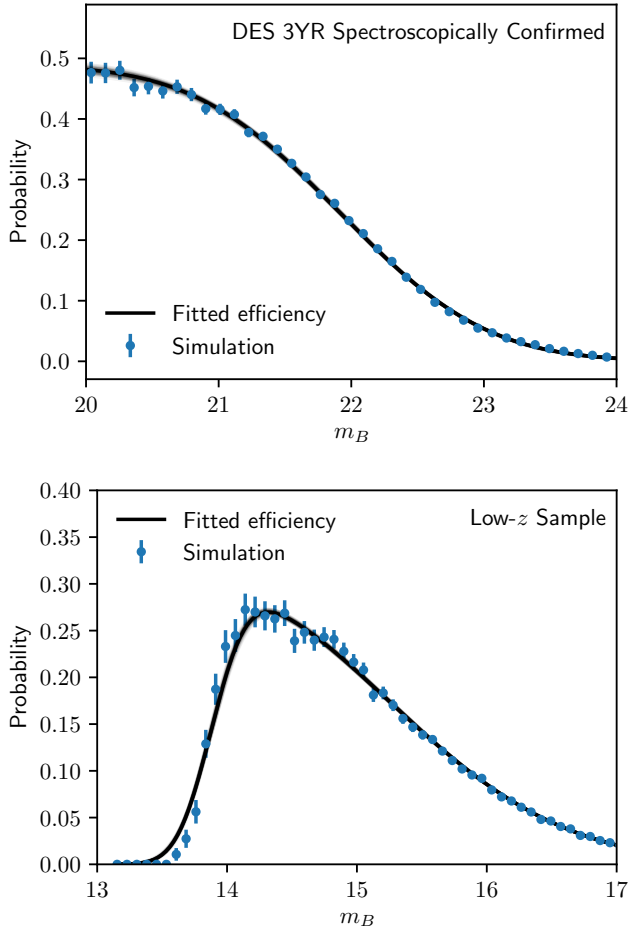 DES 3YR Spectroscopically Confirmed
0.5
0.4
0.3
0.2
0.1
0.0
Probability
Fitted efficiency
Simulation
20 21 22 23 24
m_B
0.40
0.35
0.30
0.25
0.20
0.15
0.10
0.05
0.00
Probability
Fitted efficiency
Simulation
Low-z Sample
13 14 15 16 17
m_B